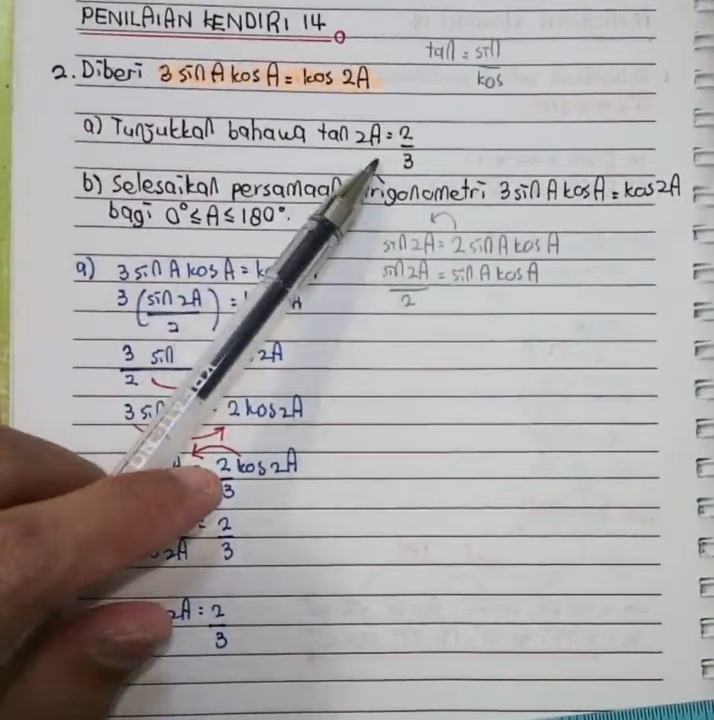 PENILAIAN KENDIRI 14
tan = sin
kos
2. Diberi 3 sin A kos A = kos 2A
a) Tunjukkan bahawa tan 2A = 2
3
b) Selesaikan persamaan trigonometri 3 sin A kos A = kos 2A
bagi 0° ≤ A ≤ 180°.
sin 2A = 2 sin A kos A
sin 2A = sin A kos A
2
a) 3 sin A kos A =
3 (sin 2A) = A
2
3 sin 2A
2
3 sin 2 kos 2A
2 kos 2A
3
= 2
2A 3
2A = 2
3